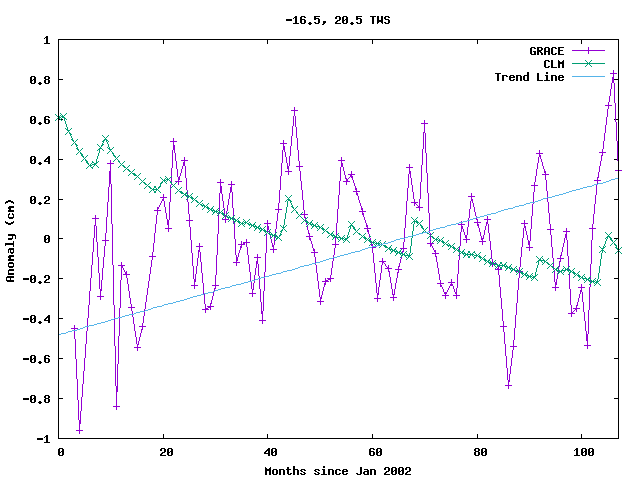 -16.5, 20.5 TWS
GRACE
CLM
Trend Line
1
0.8
0.6
0.4
0.2
0
-0.2
-0.4
-0.6
-0.8
-1
Anomaly (cm)
0 20 40 60 80 100
Months since Jan 2002